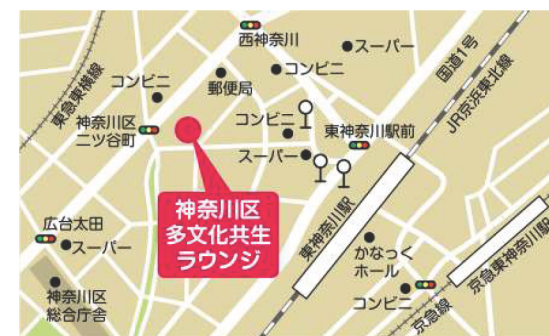 西神奈川
スーパー
国道1号
JR京浜東北線
東急東横線
コンビニ
郵便局
コンビニ
神奈川区
二ツ谷町
コンビニ
東神奈川駅前
スーパー
神奈川区
多文化共生
ラウンジ
広台太田
スーパー
東神奈川駅
かなっく
ホール
京急東神奈川駅
神奈川区
総合庁舎
コンビニ
京急線